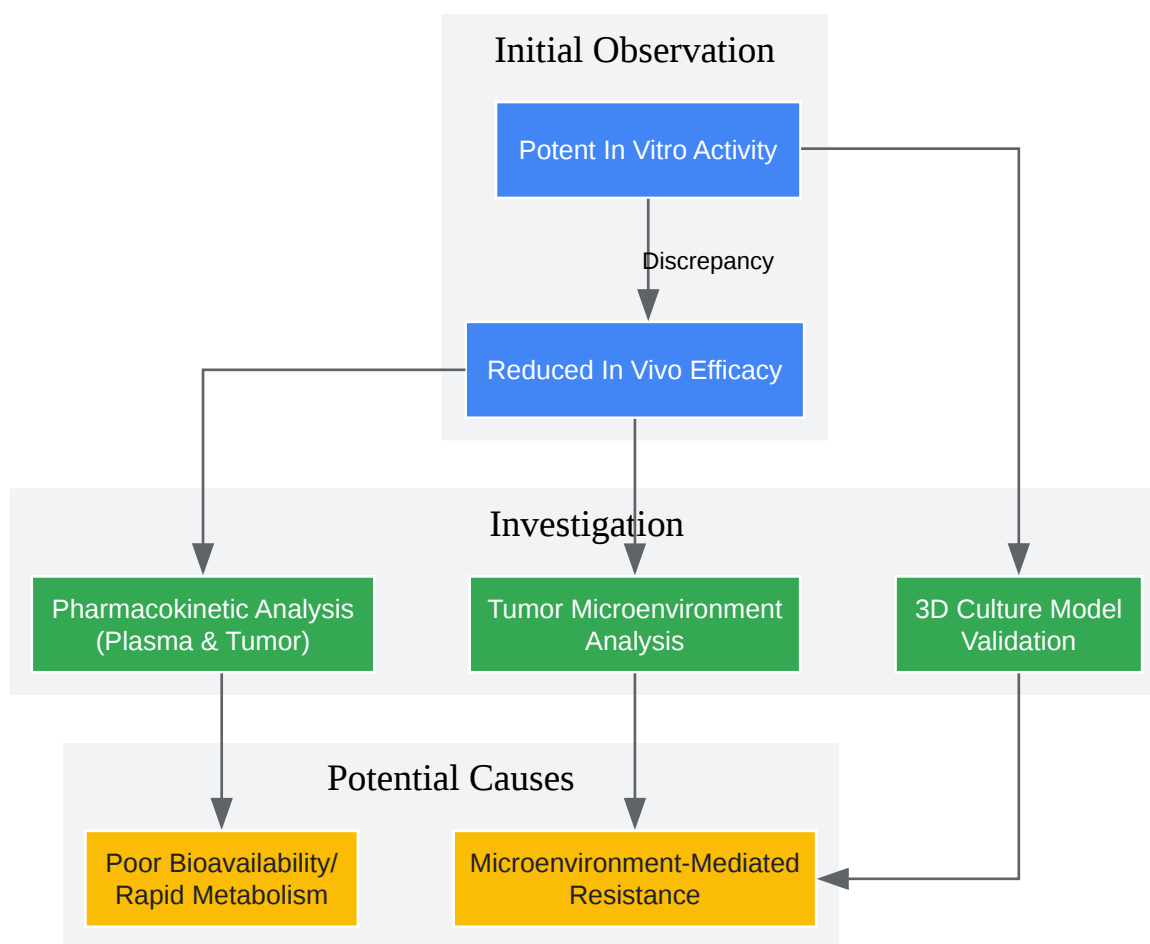 Initial Observation
Potent In Vitro Activity
Discrepancy
Reduced In Vivo Efficacy
Investigation
Pharmacokinetic Analysis
(Plasma & Tumor)
Tumor Microenvironment
Analysis
3D Culture Model
Validation
Potential Causes
Poor Bioavailability/
Rapid Metabolism
Microenvironment-Mediated
Resistance